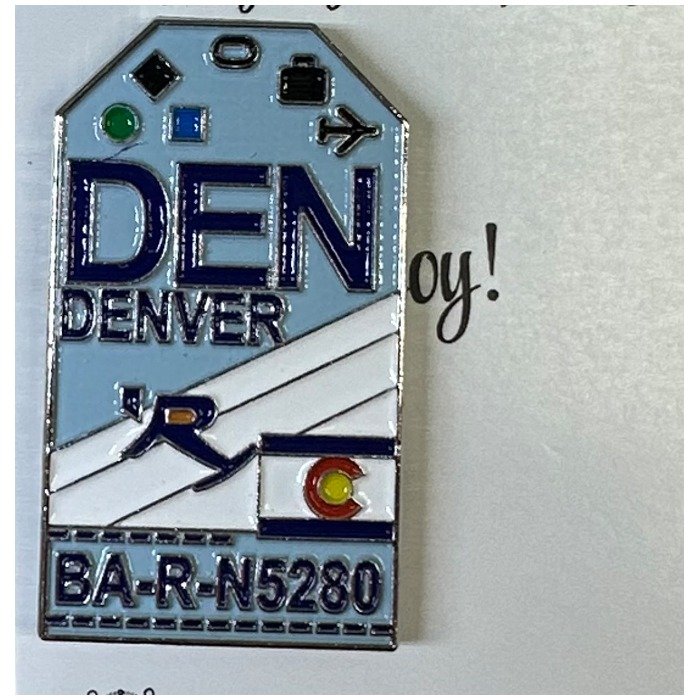 DEN
DENVER
oy!
'R
C
BA-R-N5280